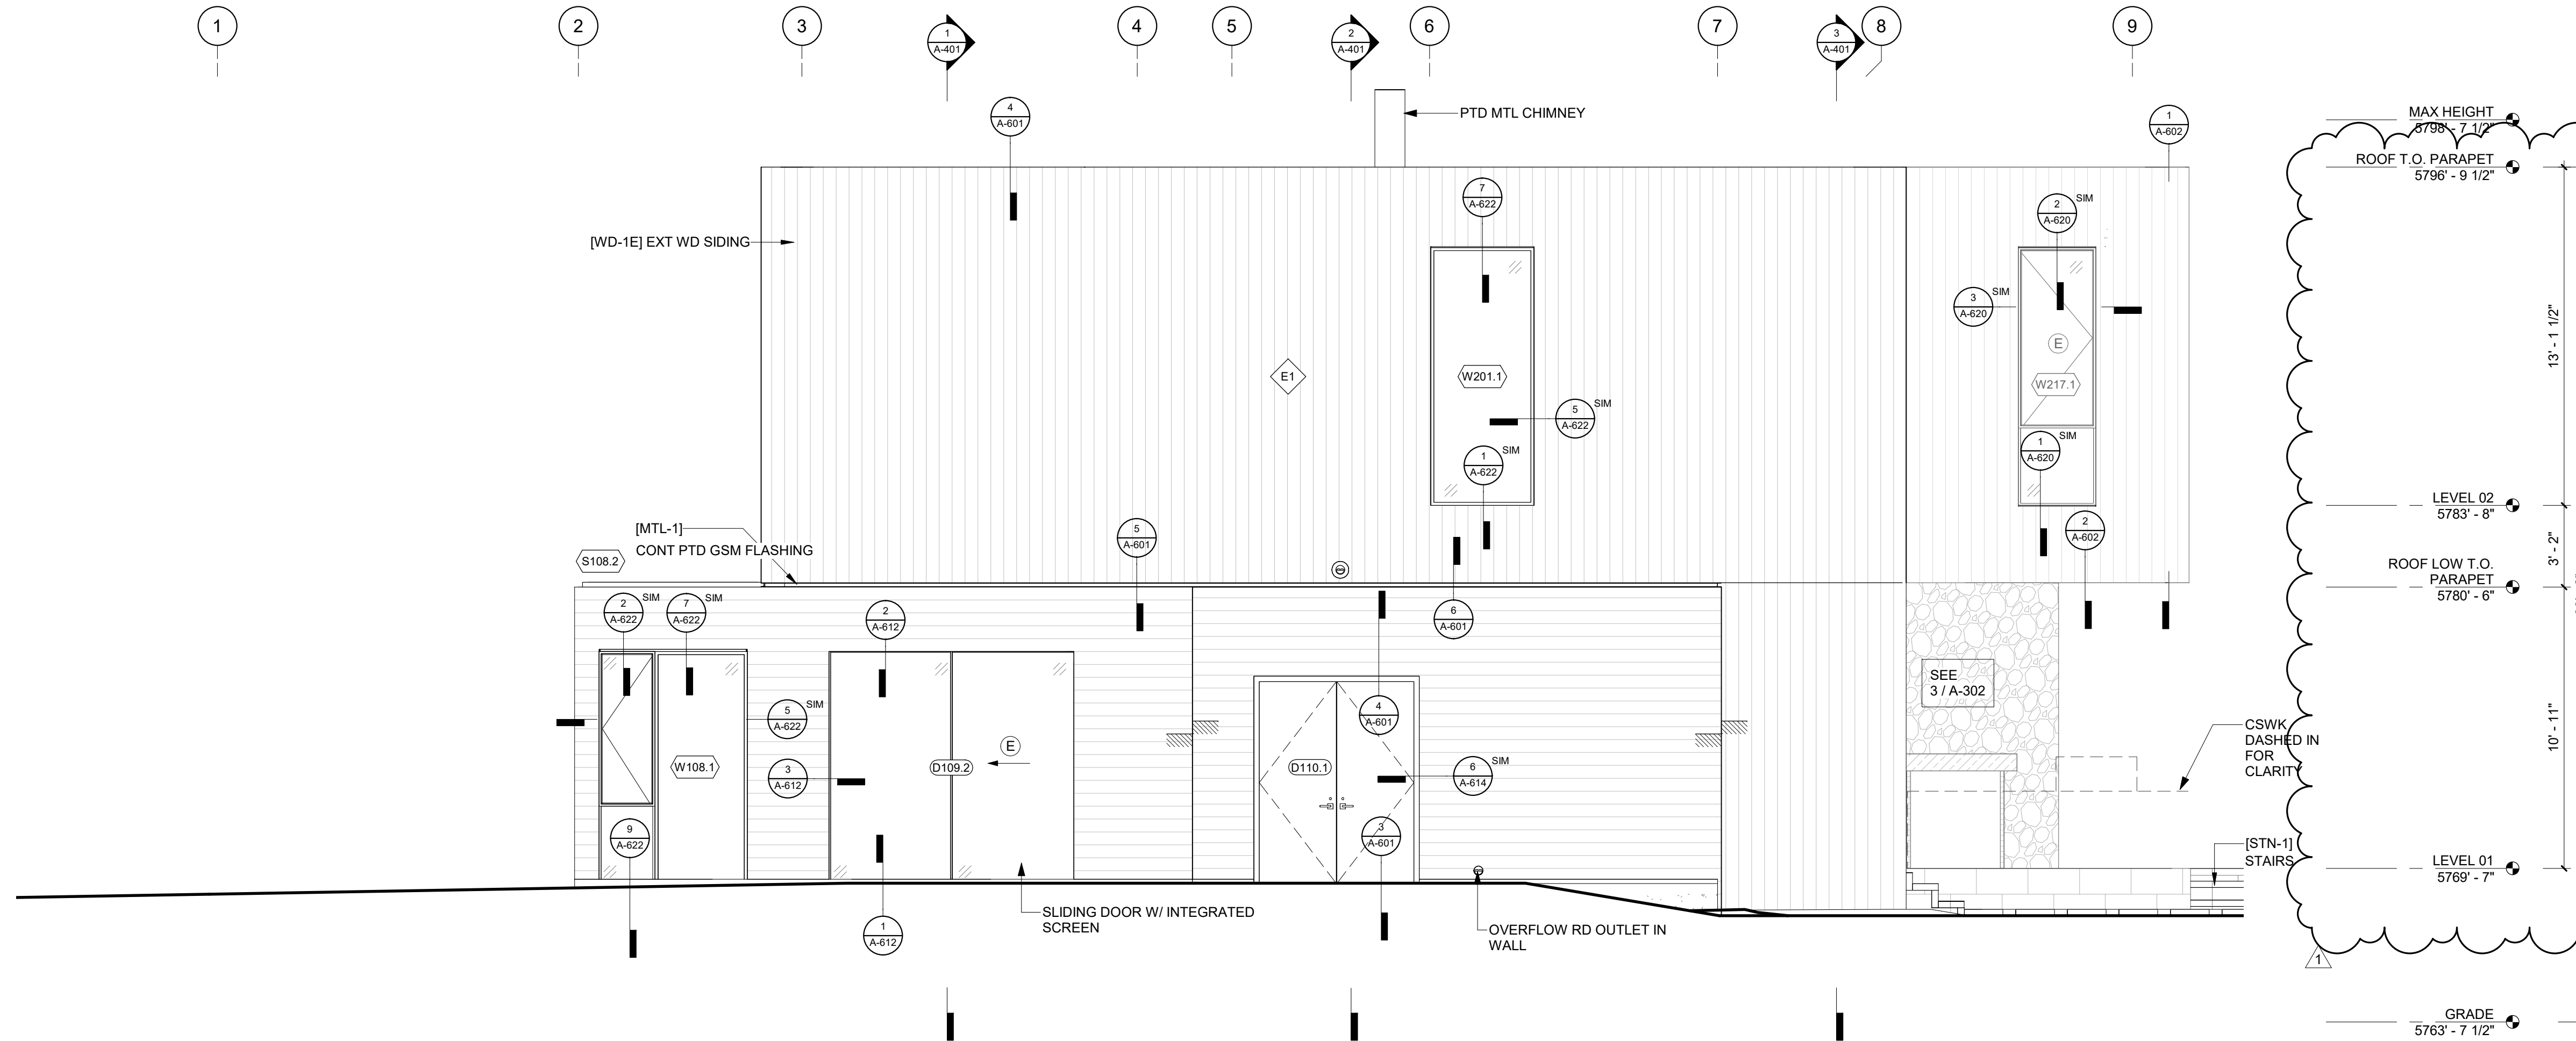 1
2
3
1
A-401
4
5
2
A-401
6
7
3
A-401
8
9
4
A-601
PTD MTL CHIMNEY
1
A-602
MAX HEIGHT
5798' - 7 1/2"
ROOF T.O. PARAPET
5796' - 9 1/2"
7
A-622
2
A-620
SIM
[WD-1E] EXT WD SIDING
3
A-620
SIM
13' - 1 1/2"
E
E1
W201.1
W217.1
5
A-622
SIM
1
A-622
SIM
1
A-620
SIM
LEVEL 02
5783' - 8"
[MTL-1]
CONT PTD GSM FLASHING
5
A-601
2
A-602
S108.2
3' - 2"
ROOF LOW T.O.
PARAPET
5780' - 6"
2
A-622
SIM
7
A-622
SIM
2
A-612
6
A-601
SEE
3 / A-302
5
A-622
SIM
4
A-601
CSWK
DASHED IN
FOR
CLARITY
10' - 11"
E
W108.1
3
A-612
D109.2
D110.1
6
A-614
SIM
9
A-622
3
A-601
[STN-1]
STAIRS
LEVEL 01
5769' - 7"
SLIDING DOOR W/ INTEGRATED
SCREEN
1
A-612
OVERFLOW RD OUTLET IN
WALL
1
GRADE
5763' - 7 1/2"